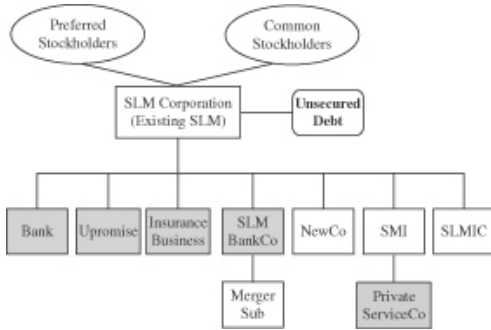 Preferred
Stockholders
Common
Stockholders
SLM Corporation
(Existing SLM)
Unsecured
Debt
Bank
Upromise
Insurance
Business
SLM
BankCo
NewCo
SMI
SLMIC
Merger
Sub
Private
ServiceCo